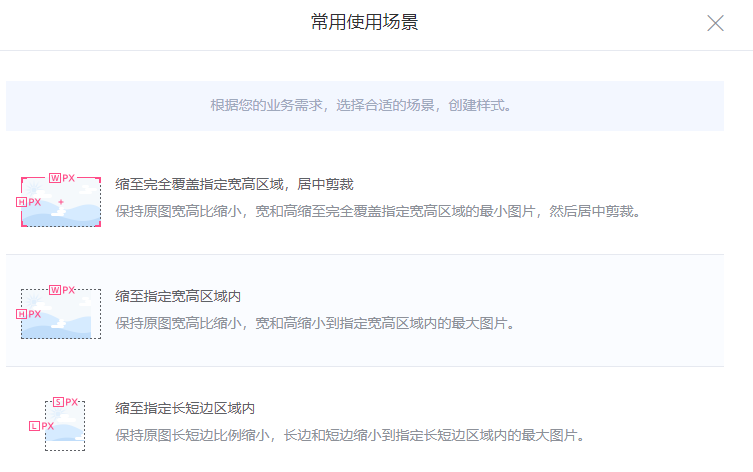 常用使用场景
根据您的业务需求，选择合适的场景，创建样式。
W PX
缩至完全覆盖指定宽高区域，居中剪裁
H PX
保持原图宽高比缩小，宽和高缩至完全覆盖指定宽高区域的最小图片，然后居中剪裁。
W PX
缩至指定宽高区域内
H PX
保持原图宽高比缩小，宽和高缩小到指定宽高区域内的最大图片。
S PX
缩至指定长短边区域内
L PX
保持原图长短边比例缩小，长边和短边缩小到指定长短边区域内的最大图片。